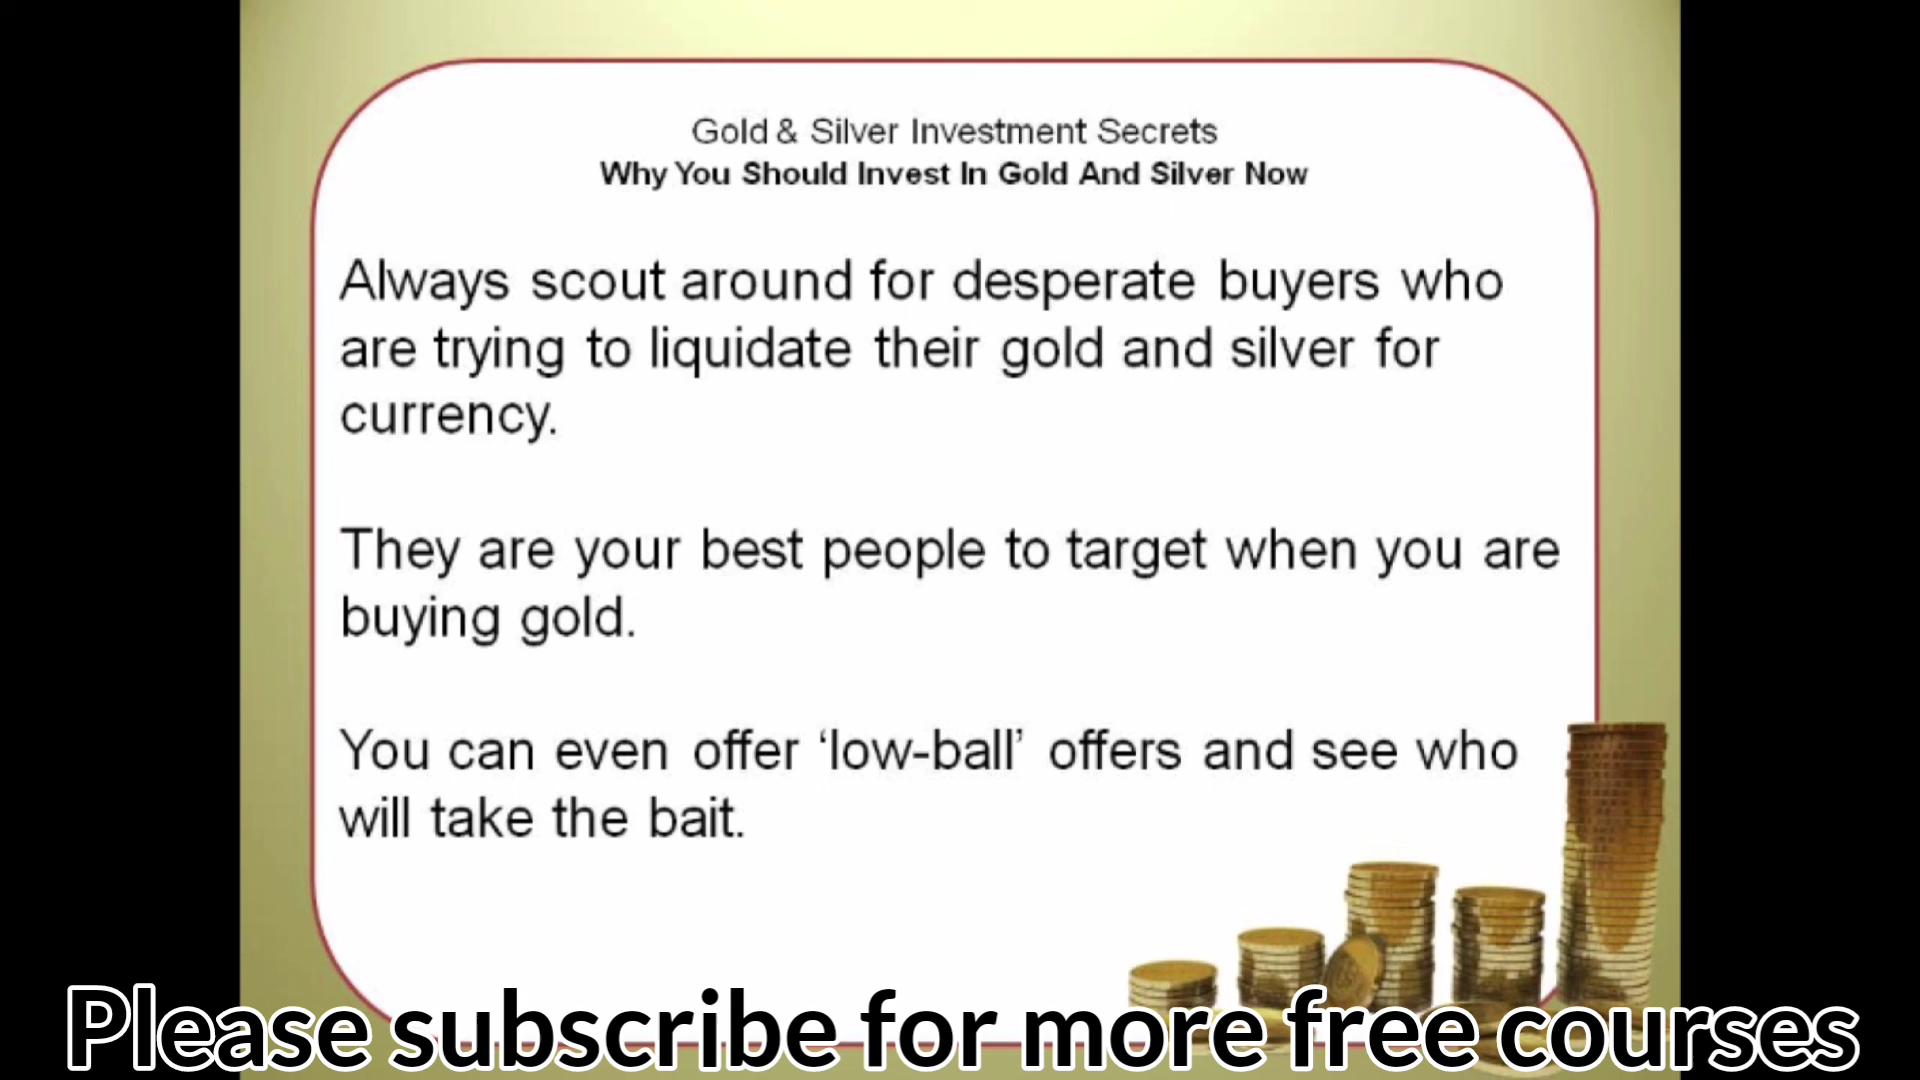 Gold & Silver Investment Secrets
Why You Should Invest In Gold And Silver Now
Always scout around for desperate buyers who
are trying to liquidate their gold and silver for
currency.
They are your best people to target when you are
buying gold.
You can even offer ‘low-ball’ offers and see who
will take the bait.
Please subscribe for more free courses